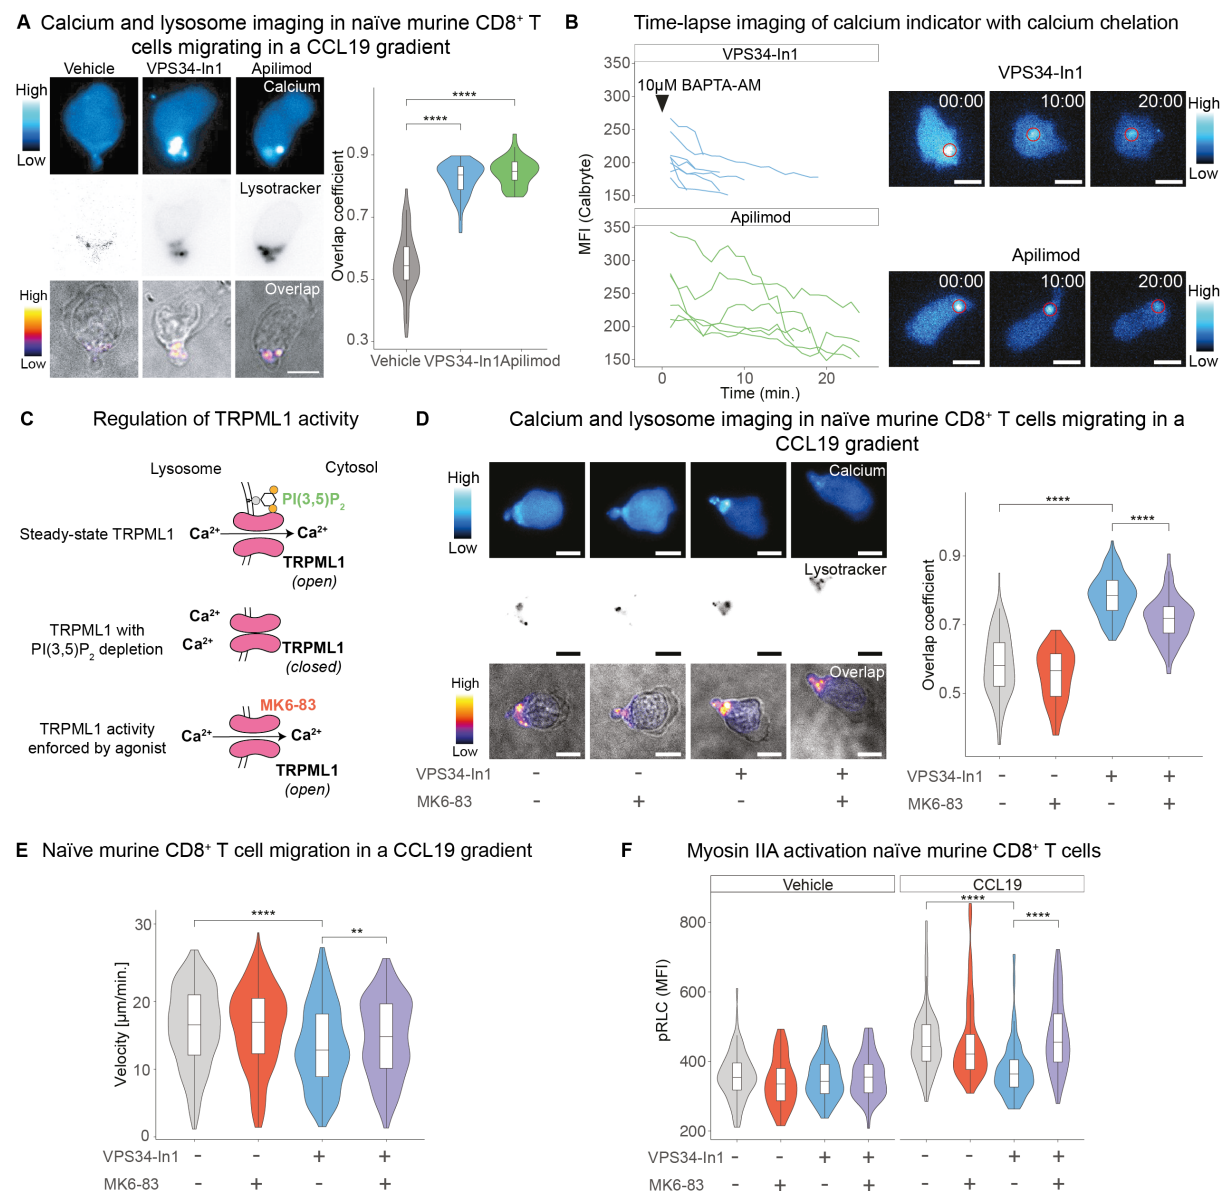 A Calcium and lysosome imaging in naïve murine CD8⁺ T
cells migrating in a CCL19 gradient
Vehicle VPS34-In1 Apilimod
High
Low
Calcium
Lysotracker
High
Low
Overlap
Overlap coefficient
0.9
0.7
0.5
0.3
**** 
****
Vehicle VPS34-In1 Apilimod
B Time-lapse imaging of calcium indicator with calcium chelation
VPS34-In1
10µM BAPTA-AM
350
300
250
200
150
Apilimod
350
300
250
200
150
MFI (Calbryte)
0 10 20
Time (min.)
VPS34-In1
00:00 10:00 20:00
High
Low
Apilimod
00:00 10:00 20:00
High
Low
C Regulation of TRPML1 activity
Lysosome Cytosol
PI(3,5)P₂
Steady-state TRPML1 Ca²⁺ Ca²⁺
TRPML1
(open)
TRPML1 with
PI(3,5)P₂ depletion
Ca²⁺
Ca²⁺
TRPML1
(closed)
MK6-83
TRPML1 activity
enforced by agonist
Ca²⁺ Ca²⁺
TRPML1
(open)
D Calcium and lysosome imaging in naïve murine CD8⁺ T cells migrating in a
CCL19 gradient
High
Low
Calcium
Lysotracker
High
Low
Overlap
VPS34-In1 - - + +
MK6-83 - + - +
Overlap coefficient
0.9
0.7
0.5
****
****
VPS34-In1 - - + +
MK6-83 - + - +
E Naïve murine CD8⁺ T cell migration in a CCL19 gradient
Velocity [µm/min.]
30
20
10
0
****
**
VPS34-In1 - - + +
MK6-83 - + - +
F Myosin IIA activation naïve murine CD8⁺ T cells
Vehicle CCL19
pRLC (MFI)
800
600
400
200
****
****
VPS34-In1 - - + + - - + +
MK6-83 - + - + - + - +